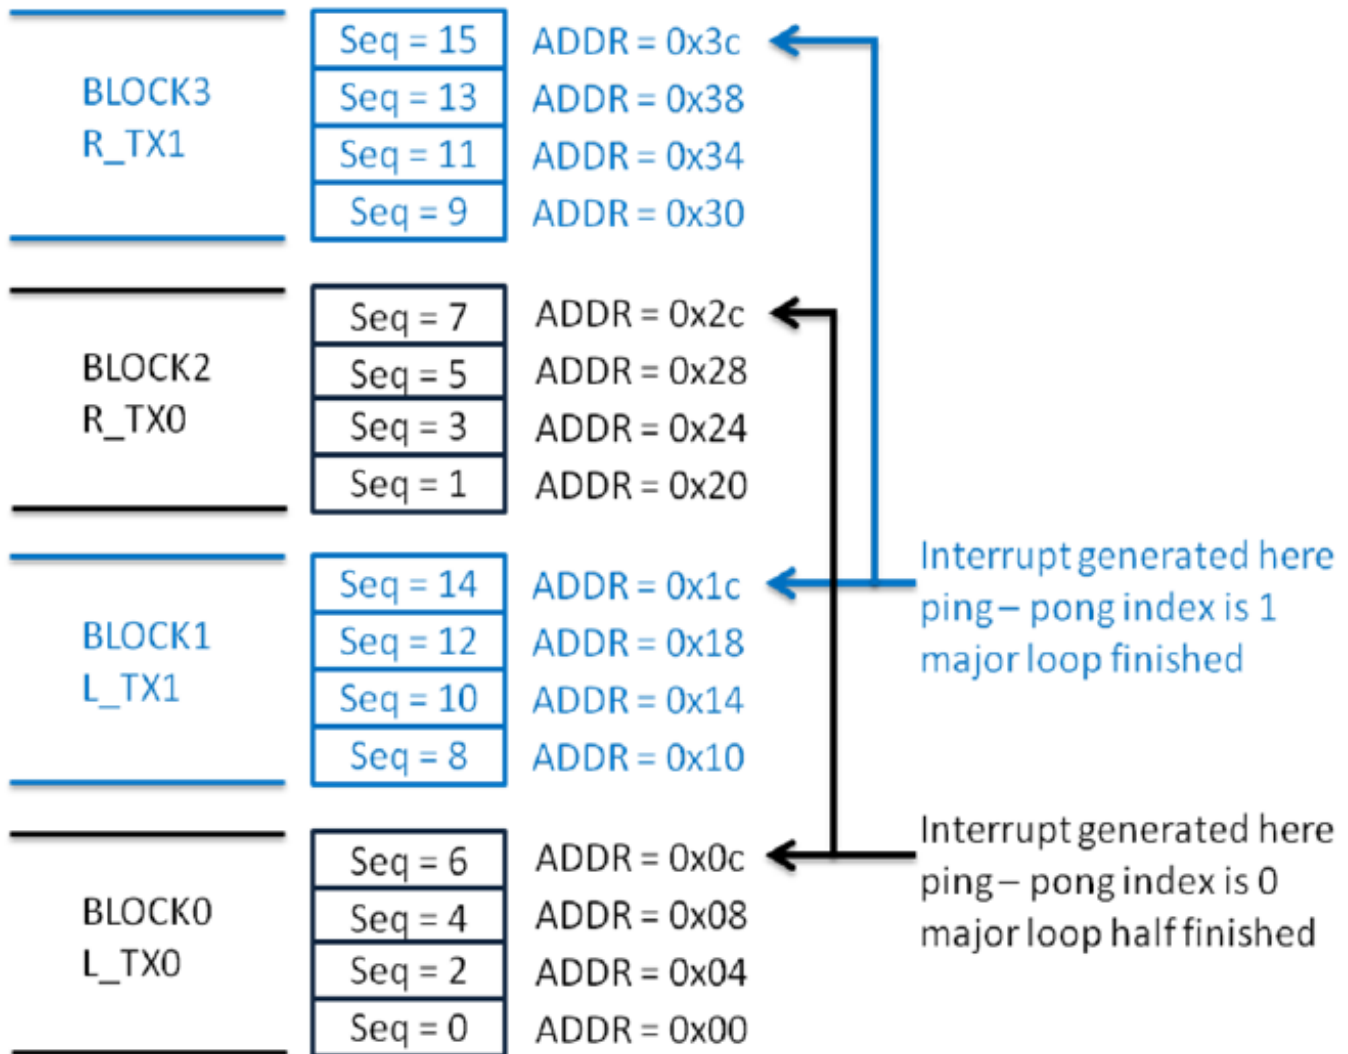 BLOCK3
R_TX1
Seq = 15 ADDR = 0x3c
Seq = 13 ADDR = 0x38
Seq = 11 ADDR = 0x34
Seq = 9 ADDR = 0x30
BLOCK2
R_TX0
Seq = 7 ADDR = 0x2c
Seq = 5 ADDR = 0x28
Seq = 3 ADDR = 0x24
Seq = 1 ADDR = 0x20
BLOCK1
L_TX1
Seq = 14 ADDR = 0x1c
Seq = 12 ADDR = 0x18
Seq = 10 ADDR = 0x14
Seq = 8 ADDR = 0x10
Interrupt generated here
ping – pong index is 1
major loop finished
BLOCK0
L_TX0
Seq = 6 ADDR = 0x0c
Seq = 4 ADDR = 0x08
Seq = 2 ADDR = 0x04
Seq = 0 ADDR = 0x00
Interrupt generated here
ping – pong index is 0
major loop half finished